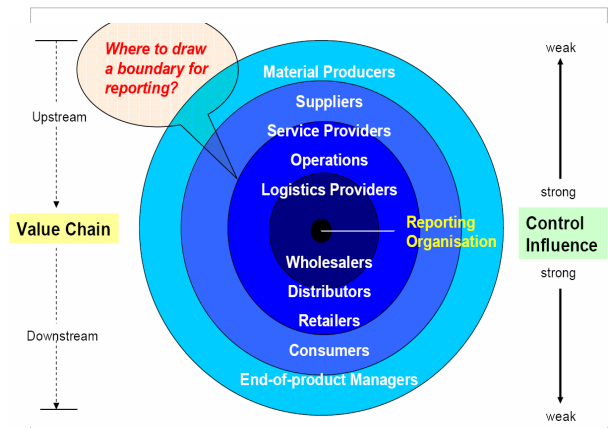 Where to draw
a boundary for
reporting?
weak
Material Producers
Suppliers
Upstream
Service Providers
Operations
Logistics Providers
strong
Value Chain
Reporting
Organisation
Control
Influence
Wholesalers
strong
Distributors
Retailers
Downstream
Consumers
End-of-product Managers
weak